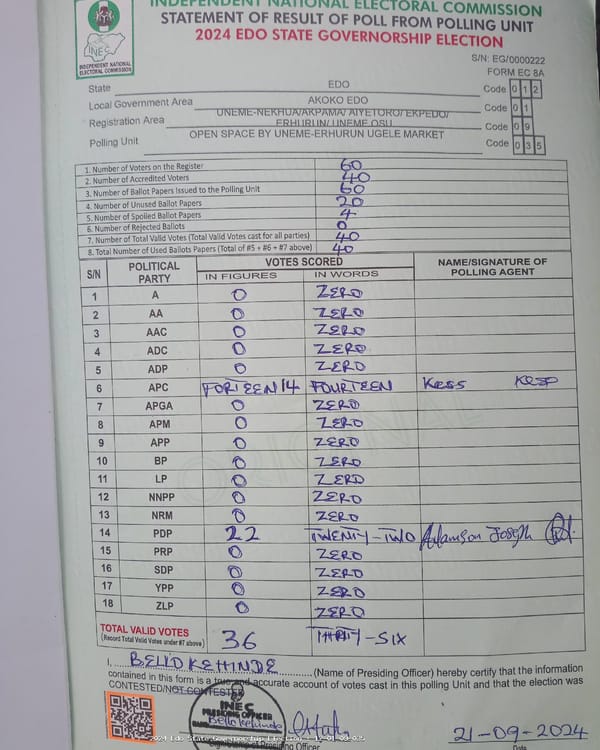 INDEPENDENT NATIONAL ELECTORAL COMMISSION
STATEMENT OF RESULT OF POLL FROM POLLING UNIT
2024 EDO STATE GOVERNORSHIP ELECTION
INEC
INDEPENDENT NATIONAL
ELECTORAL COMMISSION
S/N: EG/0000222
FORM EC 8A
State EDO Code 0 1 2
Local Government Area AKOKO EDO Code 0 1
Registration Area UNEME-NEKHUA/AKPAMA/ AIYETORO/ EKPEDO/ ERHURUN/ UNEME OSU Code 0 9
Polling Unit OPEN SPACE BY UNEME-ERHURUN UGELE MARKET Code 0 3 5
1. Number of Voters on the Register 60
2. Number of Accredited Voters 40
3. Number of Ballot Papers Issued to the Polling Unit 60
4. Number of Unused Ballot Papers 20
5. Number of Spoiled Ballot Papers 4
6. Number of Rejected Ballots 0
7. Number of Total Valid Votes (Total Valid Votes cast for all parties) 40
8. Total Number of Used Ballots Papers (Total of #5 + #6 + #7 above) 40
S/N POLITICAL PARTY VOTES SCORED NAME/SIGNATURE OF POLLING AGENT
IN FIGURES IN WORDS
1 A 0 ZERO
2 AA 0 ZERO
3 AAC 0 ZERO
4 ADC 0 ZERO
5 ADP 0 ZERO
6 APC FORTEEN 14 FOURTEEN Kess
7 APGA 0 ZERO
8 APM 0 ZERO
9 APP 0 ZERO
10 BP 0 ZERO
11 LP 0 ZERO
12 NNPP 0 ZERO
13 NRM 0 ZERO
14 PDP 22 TWENTY-TWO Adamson Joseph
15 PRP 0 ZERO
16 SDP 0 ZERO
17 YPP 0 ZERO
18 ZLP 0 ZERO
TOTAL VALID VOTES 36 THIRTY-SIX
(Record Total Valid Votes under #7 above)
I, BELLO KEHINDE (Name of Presiding Officer) hereby certify that the information
contained in this form is a true and accurate account of votes cast in this polling Unit and that the election was
CONTESTED/NOT CONTESTED
INEC
PRESIDING OFFICER
Bello kehinde
21-09-2024
Presiding Officer
Date
2024 Edo State Governorship Election